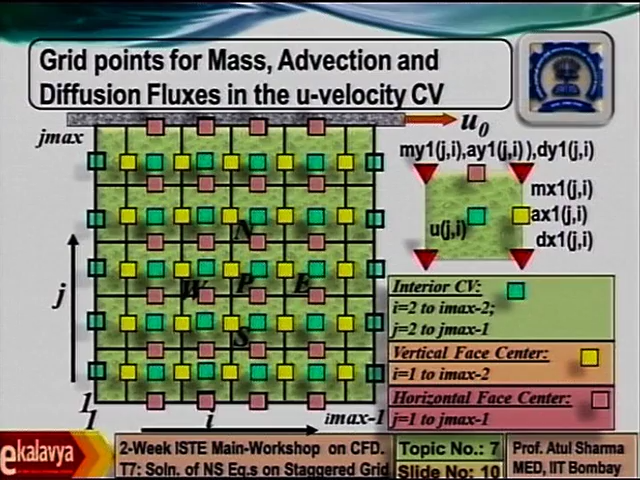 Grid points for Mass, Advection and
Diffusion Fluxes in the u-velocity CV
u0
jmax
my1(j,i),ay1(j,i)),dy1(j,i)
mx1(j,i)
ax1(j,i)
dx1(j,i)
u(j,i)
N
W P E
S
j
Interior CV:
i=2 to imax-2;
j=2 to jmax-1
Vertical Face Center:
i=1 to imax-2
Horizontal Face Center:
j=1 to jmax-1
1
1
i
imax-1
ekalavya
2-Week ISTE Main-Workshop on CFD.
T7: Soln. of NS Eq.s on Staggered Grid
Topic No.: 7
Slide No: 10
Prof. Atul Sharma
MED, IIT Bombay